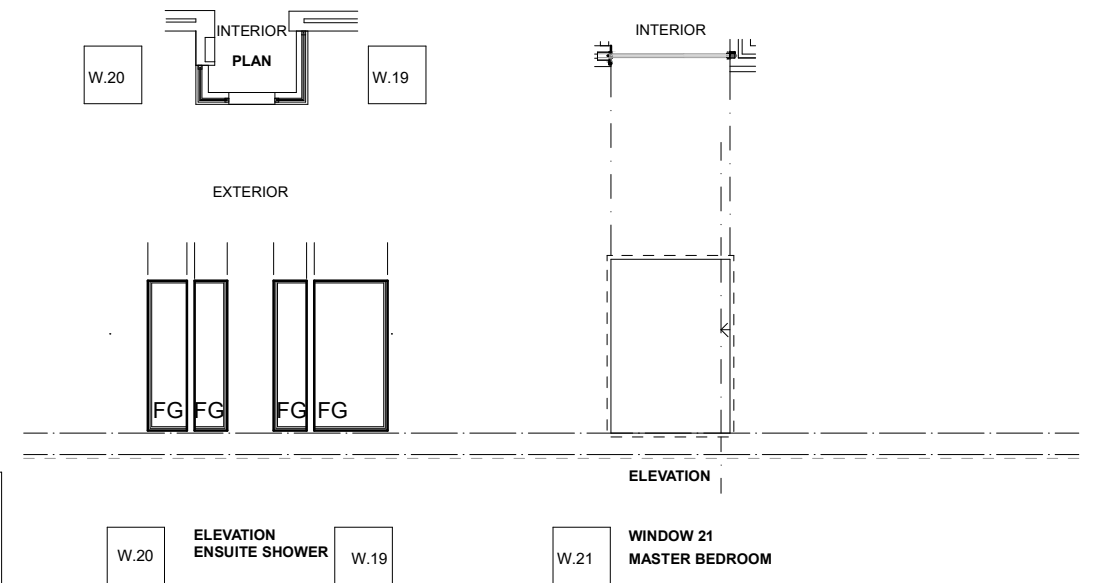 INTERIOR
PLAN
W.20
W.19
EXTERIOR
FG FG FG FG
W.20
ELEVATION
ENSUITE SHOWER
W.19
INTERIOR
ELEVATION
W.21
WINDOW 21
MASTER BEDROOM